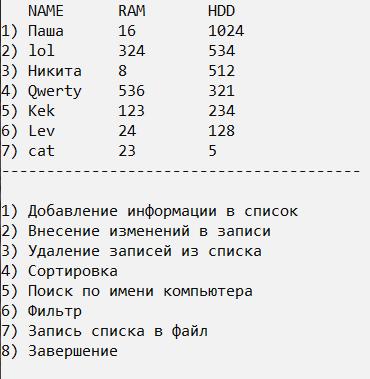 NAME RAM HDD
1) Паша 16 1024
2) lol 324 534
3) Никита 8 512
4) Qwerty 536 321
5) Kek 123 234
6) Lev 24 128
7) cat 23 5
----------------------------------------
1) Добавление информации в список
2) Внесение изменений в записи
3) Удаление записей из списка
4) Сортировка
5) Поиск по имени компьютера
6) Фильтр
7) Запись списка в файл
8) Завершение